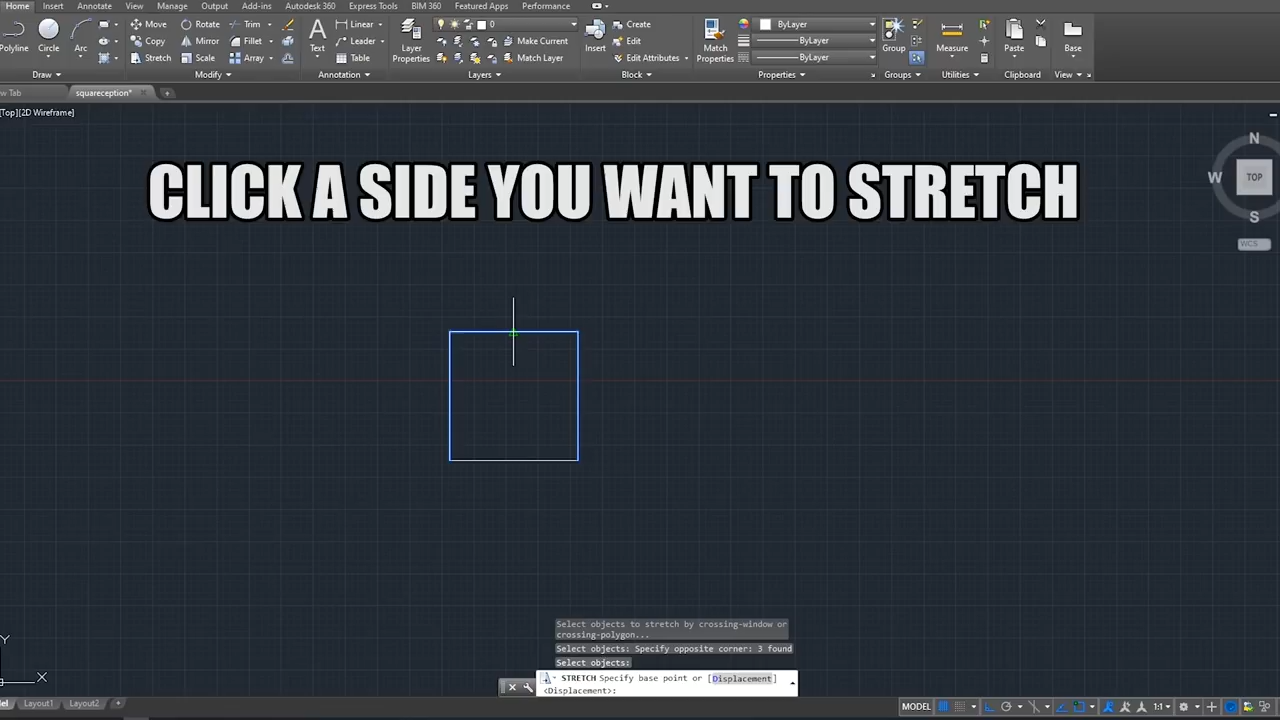 Home Insert Annotate View Manage Output Add-ins Autodesk 360 Express Tools BIM 360 Featured Apps Performance
Polyline Circle Arc
Move Rotate Trim
Copy Mirror Fillet
Stretch Scale Array
Text Linear
Leader
Table
Layer Properties
0
Make Current
Match Layer
Insert Create
Edit
Edit Attributes
Match Properties
ByLayer
ByLayer
ByLayer
Group Measure Paste Base
Draw Modify Annotation Layers Block Properties Groups Utilities Clipboard View
w Tab squareception*
[Top][2D Wireframe]
CLICK A SIDE YOU WANT TO STRETCH
N
W TOP
S
WCS
Select objects to stretch by crossing-window or
crossing-polygon...
Select objects: Specify opposite corner: 3 found
Select objects:
STRETCH Specify base point or [Displacement]
<Displacement>:
Y
X
del Layout1 Layout2 +
MODEL 1:1